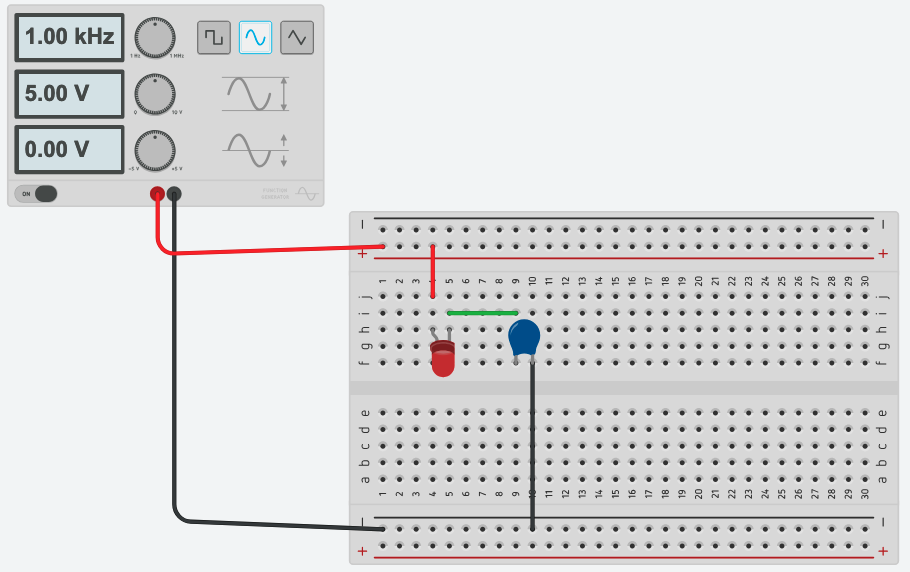 1.00 kHz
1 Hz 1 MHz
5.00 V
0 10 V
0.00 V
-5 V +5 V
ON
FUNCTION
GENERATOR
− −
+ +
1 2 3 4 5 6 7 8 9 10 11 12 13 14 15 16 17 18 19 20 21 22 23 24 25 26 27 28 29 30
j j
i i
h h
g g
f f
e e
d d
c c
b b
a a
1 2 3 4 5 6 7 8 9 10 11 12 13 14 15 16 17 18 19 20 21 22 23 24 25 26 27 28 29 30
− −
+ +